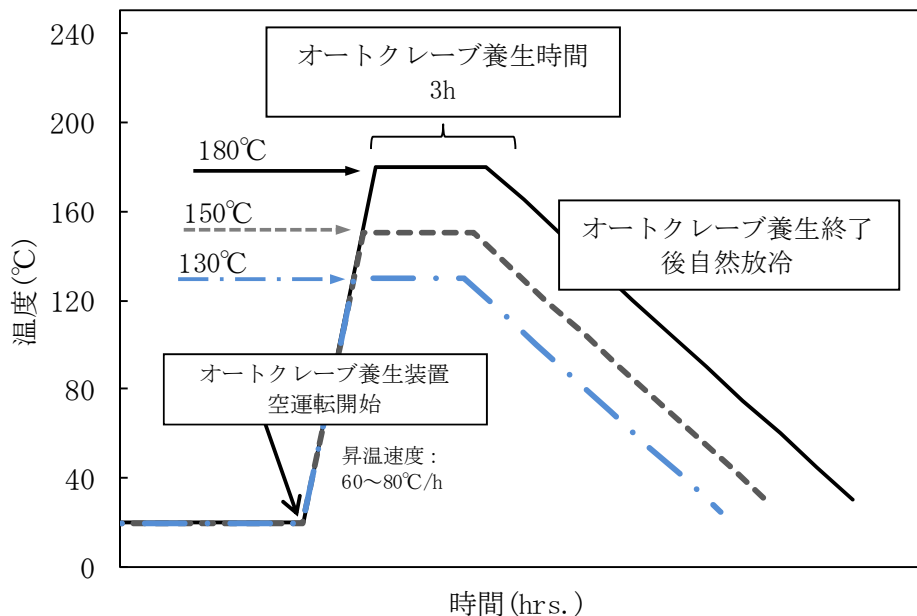 240
オートクレーブ養生時間
3h
200
180℃
160
150℃
オートクレーブ養生終了
後自然放冷
130℃
温度(℃)
120
オートクレーブ養生装置
空運転開始
80
昇温速度：
60～80℃/h
40
0
時間(hrs.)